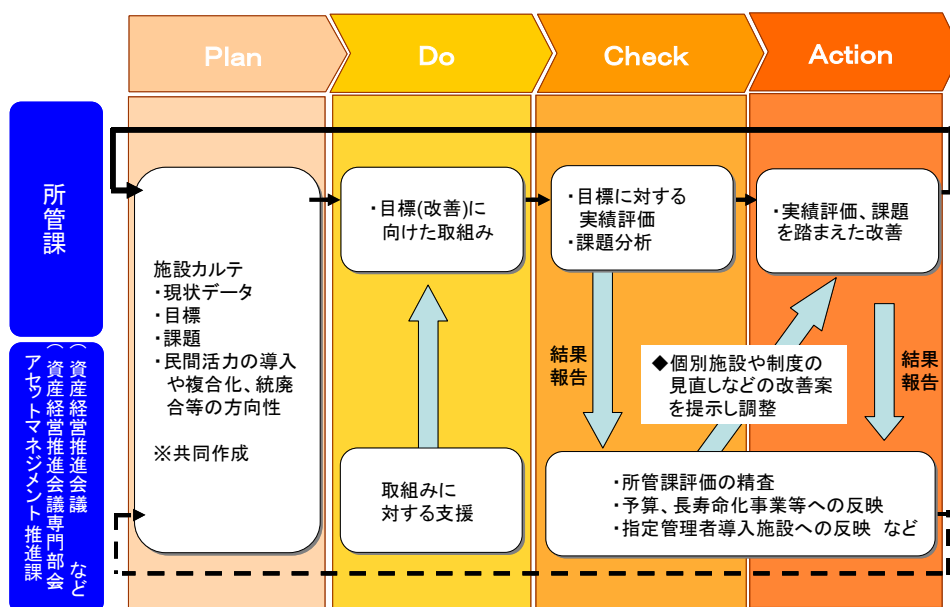 Plan
Do
Check
Action
所管課
施設カルテ
・現状データ
・目標
・課題
・民間活力の導入
や複合化、統廃
合等の方向性
※共同作成
・目標(改善)に
向けた取組み
・目標に対する
実績評価
・課題分析
・実績評価、課題
を踏まえた改善
結果
報告
◆個別施設や制度の
見直しなどの改善案
を提示し調整
結果
報告
アセットマネジメント推進課
(資産経営推進会議専門部会
(資産経営推進会議 など
取組みに
対する支援
・所管課評価の精査
・予算、長寿命化事業等への反映
・指定管理者導入施設への反映 など